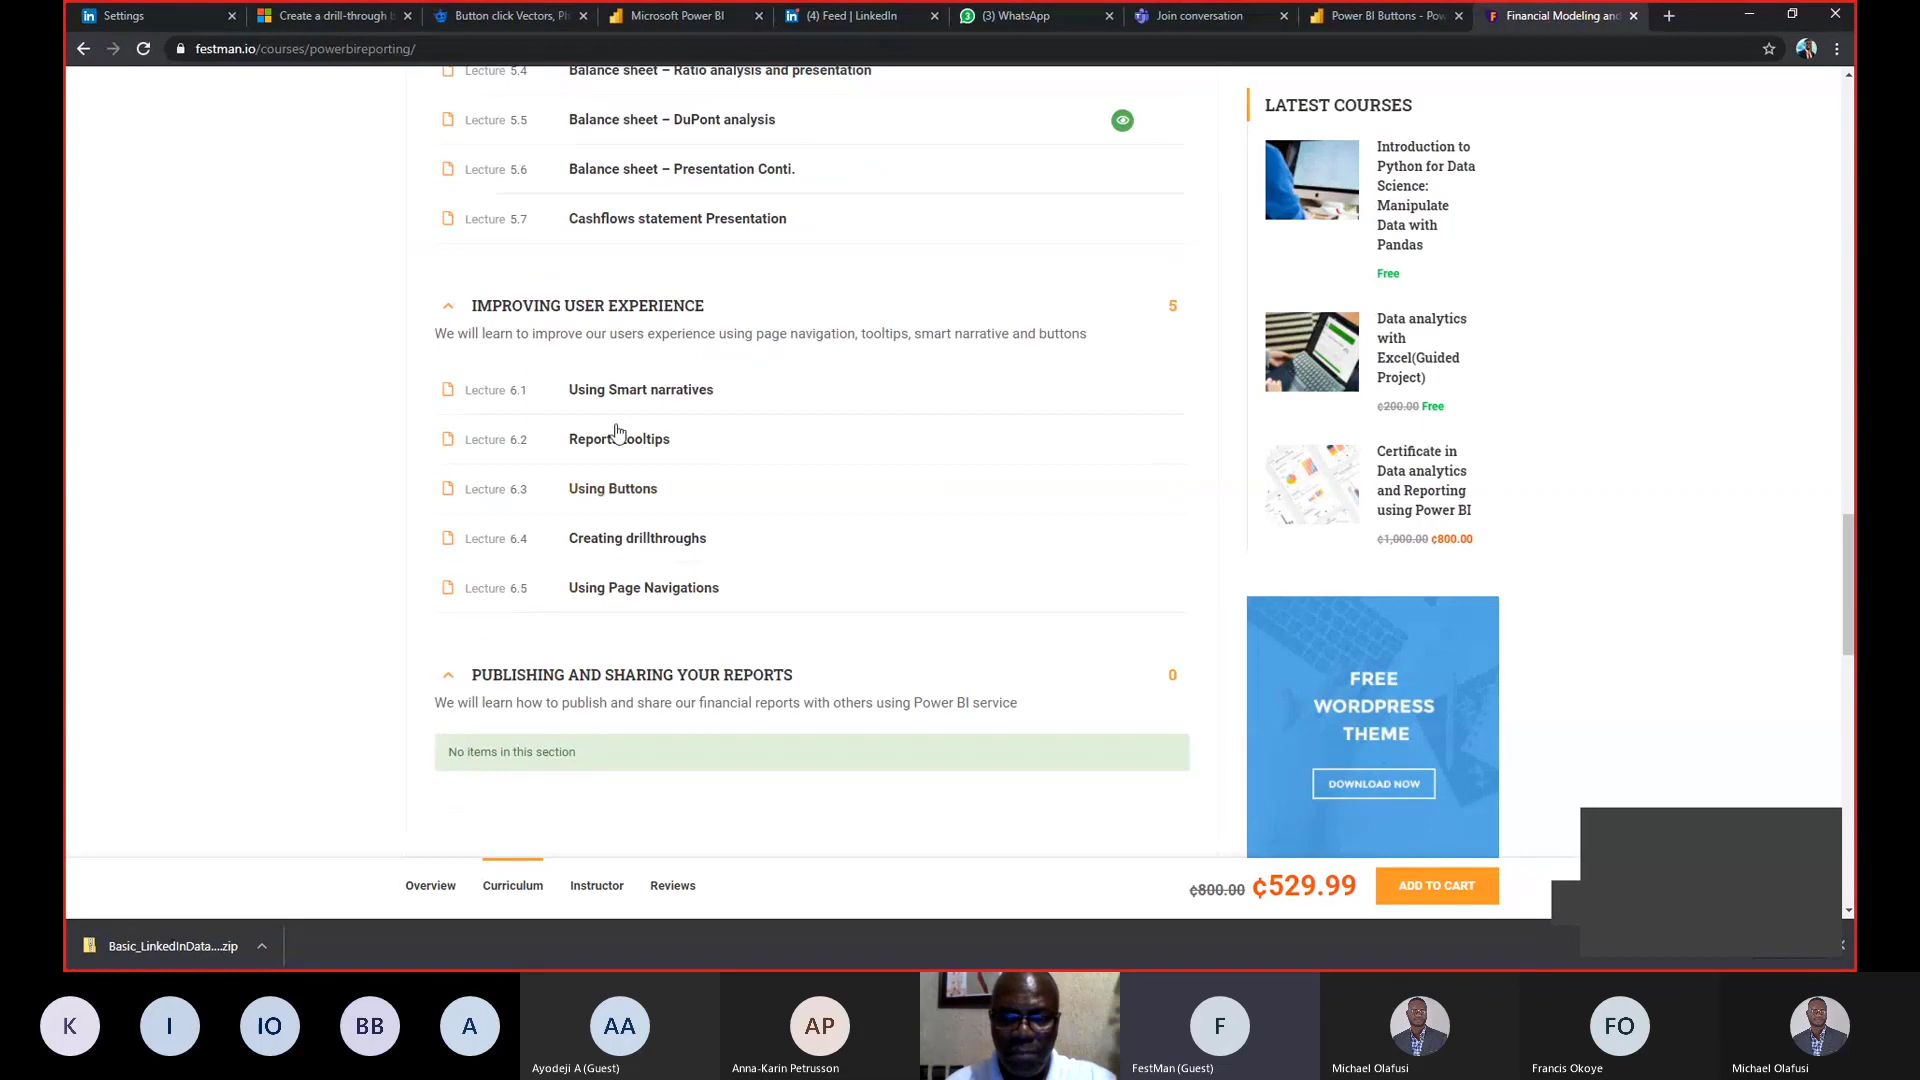 Settings
Create a drill-through
Button click Vectors, Ph
Microsoft Power BI
(4) Feed | LinkedIn
(3) WhatsApp
Join conversation
Power BI Buttons - Pow
Financial Modeling and
festman.io/courses/powerbireporting/
Lecture 5.4 Balance sheet – Ratio analysis and presentation
Lecture 5.5 Balance sheet – DuPont analysis
Lecture 5.6 Balance sheet – Presentation Conti.
Lecture 5.7 Cashflows statement Presentation
IMPROVING USER EXPERIENCE 5
We will learn to improve our users experience using page navigation, tooltips, smart narrative and buttons
Lecture 6.1 Using Smart narratives
Lecture 6.2 Report tooltips
Lecture 6.3 Using Buttons
Lecture 6.4 Creating drillthroughs
Lecture 6.5 Using Page Navigations
PUBLISHING AND SHARING YOUR REPORTS 0
We will learn how to publish and share our financial reports with others using Power BI service
No items in this section
LATEST COURSES
Introduction to
Python for Data
Science:
Manipulate
Data with
Pandas
Free
Data analytics
with
Excel(Guided
Project)
₵200.00 Free
Certificate in
Data analytics
and Reporting
using Power BI
₵1,000.00 ₵800.00
FREE
WORDPRESS
THEME
DOWNLOAD NOW
Overview Curriculum Instructor Reviews
₵800.00 ₵529.99 ADD TO CART
Basic_LinkedInData....zip
K I IO BB A AA AP F FO
Ayodeji A (Guest)
Anna-Karin Petrusson
FestMan (Guest)
Michael Olafusi
Francis Okoye
Michael Olafusi